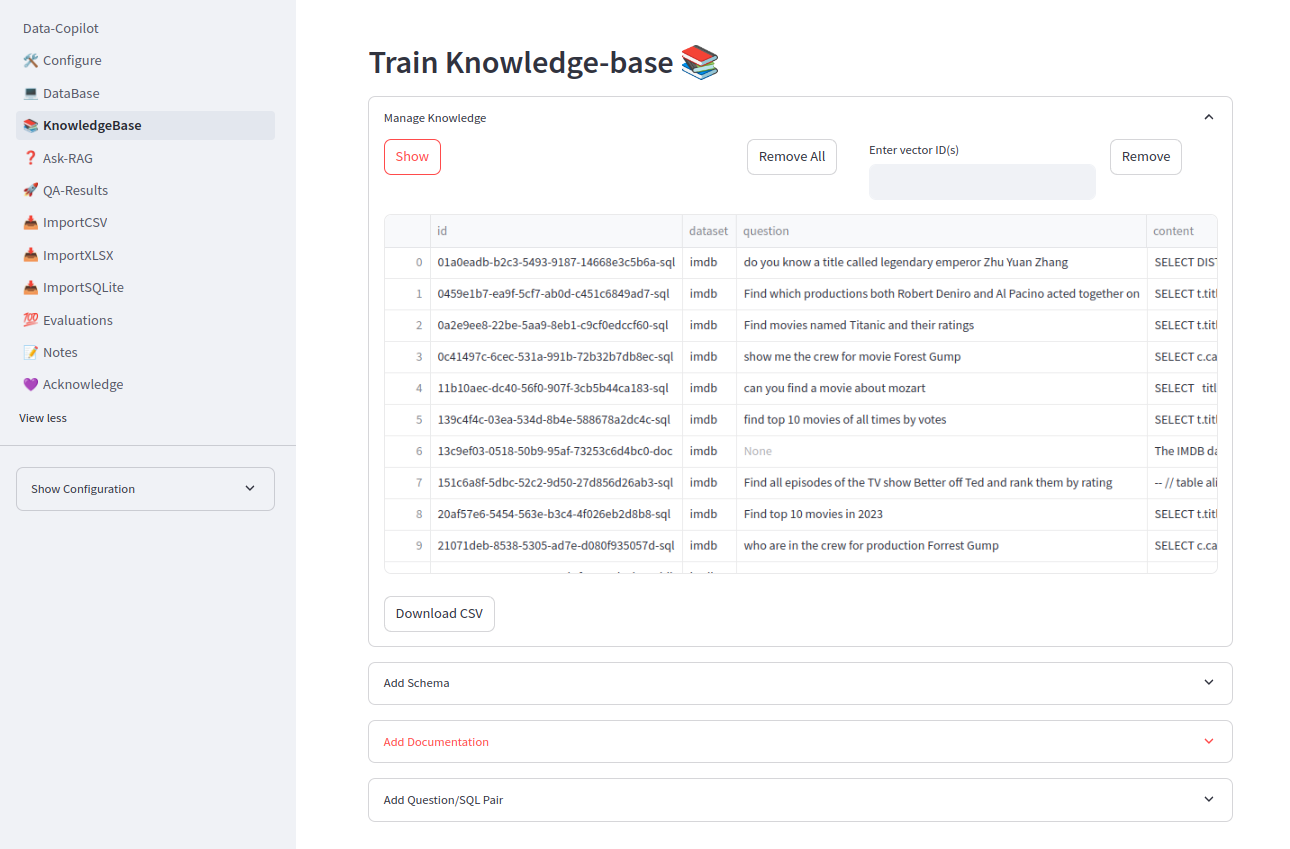 Data-Copilot
🛠️ Configure
💻 DataBase
📚 KnowledgeBase
❓ Ask-RAG
🚀 QA-Results
📥 ImportCSV
📥 ImportXLSX
📥 ImportSQLite
💯 Evaluations
📝 Notes
💜 Acknowledge
View less
Show Configuration
Train Knowledge-base 📚
Manage Knowledge
Show
Remove All
Enter vector ID(s)
Remove
id dataset question content
0 01a0eadb-b2c3-5493-9187-14668e3c5b6a-sql imdb do you know a title called legendary emperor Zhu Yuan Zhang SELECT DIST
1 0459e1b7-ea9f-5cf7-ab0d-c451c6849ad7-sql imdb Find which productions both Robert Deniro and Al Pacino acted together on SELECT t.titl
2 0a2e9ee8-22be-5aa9-8eb1-c9cf0edccf60-sql imdb Find movies named Titanic and their ratings SELECT t.titl
3 0c41497c-6cec-531a-991b-72b32b7db8ec-sql imdb show me the crew for movie Forest Gump SELECT c.ca
4 11b10aec-dc40-56f0-907f-3cb5b44ca183-sql imdb can you find a movie about mozart SELECT titl
5 139c4f4c-03ea-534d-8b4e-588678a2dc4c-sql imdb find top 10 movies of all times by votes SELECT t.titl
6 13c9ef03-0518-50b9-95af-73253c6d4bc0-doc imdb None The IMDB da
7 151c6a8f-5dbc-52c2-9d50-27d856d26ab3-sql imdb Find all episodes of the TV show Better off Ted and rank them by rating -- // table ali
8 20af57e6-5454-563e-b3c4-4f026eb2d8b8-sql imdb Find top 10 movies in 2023 SELECT t.titl
9 21071deb-8538-5305-ad7e-d080f935057d-sql imdb who are in the crew for production Forrest Gump SELECT c.ca
Download CSV
Add Schema
Add Documentation
Add Question/SQL Pair